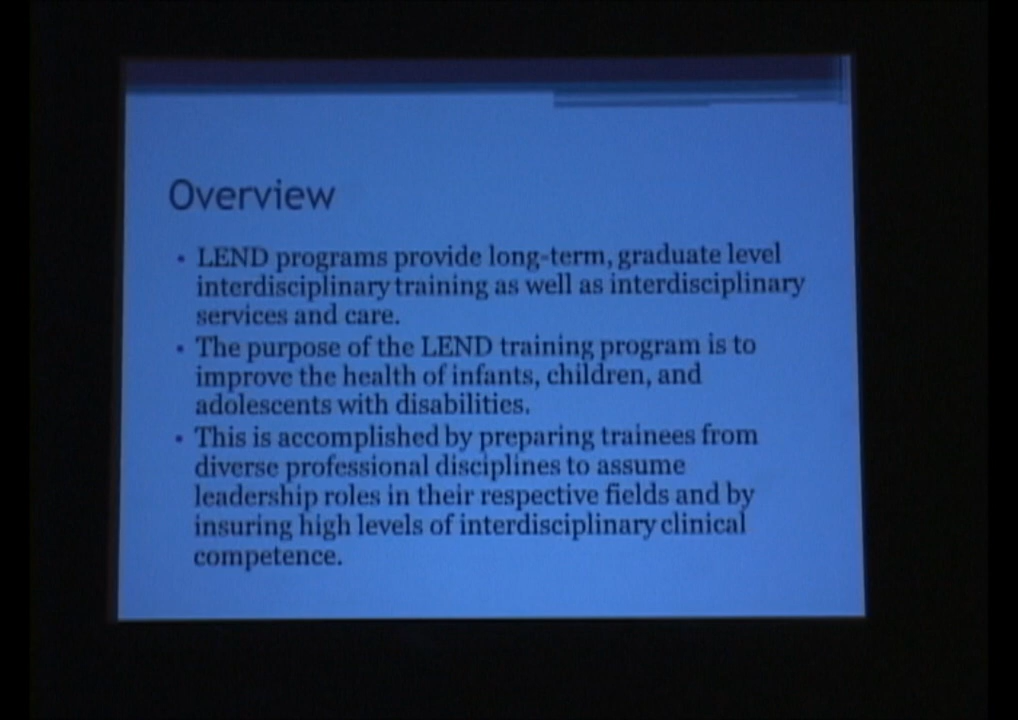 Overview
• LEND programs provide long-term, graduate level
interdisciplinary training as well as interdisciplinary
services and care.
• The purpose of the LEND training program is to
improve the health of infants, children, and
adolescents with disabilities.
• This is accomplished by preparing trainees from
diverse professional disciplines to assume
leadership roles in their respective fields and by
insuring high levels of interdisciplinary clinical
competence.